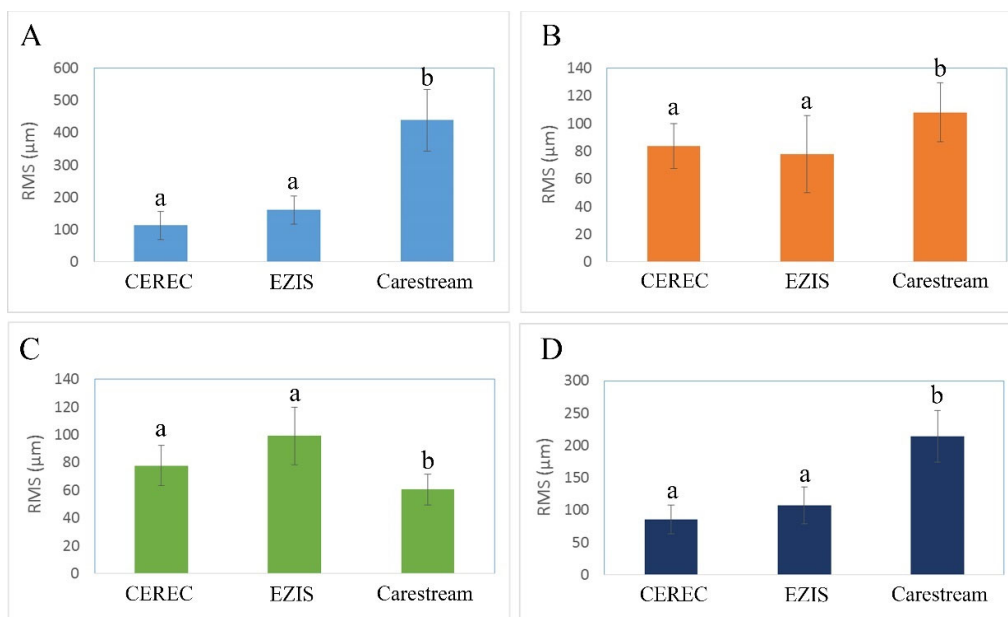 A
RMS (µm)
600
500
400
300
200
100
0
a
a
b
CEREC
EZIS
Carestream
B
RMS (µm)
140
120
100
80
60
40
20
0
a
a
b
CEREC
EZIS
Carestream
C
RMS (µm)
140
120
100
80
60
40
20
0
a
a
b
CEREC
EZIS
Carestream
D
RMS (µm)
300
250
200
150
100
50
0
a
a
b
CEREC
EZIS
Carestream